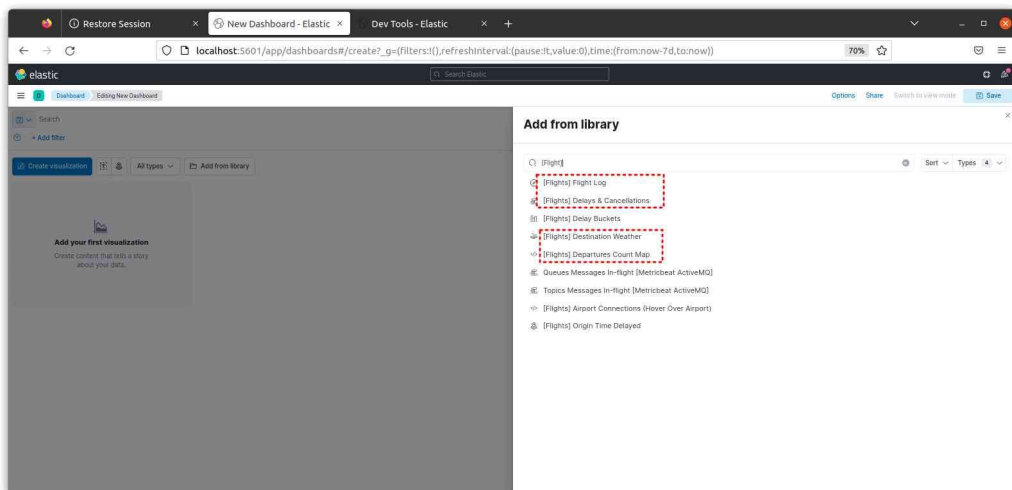 Restore Session
New Dashboard - Elastic
Dev Tools - Elastic
localhost:5601/app/dashboards#/create?_g=(filters:!(),refreshInterval:(pause:!t,value:0),time:(from:now-7d,to:now))
70%
elastic
Search Elastic
D
Dashboard
Editing New Dashboard
Options
Share
Switch to view mode
Save
Search
+ Add filter
Create visualization
All types
Add from library
Add your first visualization
Create content that tells a story
about your data.
Add from library
[Flight]
Sort
Types 4
[Flights] Flight Log
[Flights] Delays & Cancellations
[Flights] Delay Buckets
[Flights] Destination Weather
[Flights] Departures Count Map
Queues Messages In-flight [Metricbeat ActiveMQ]
Topics Messages In-flight [Metricbeat ActiveMQ]
[Flights] Airport Connections (Hover Over Airport)
[Flights] Origin Time Delayed